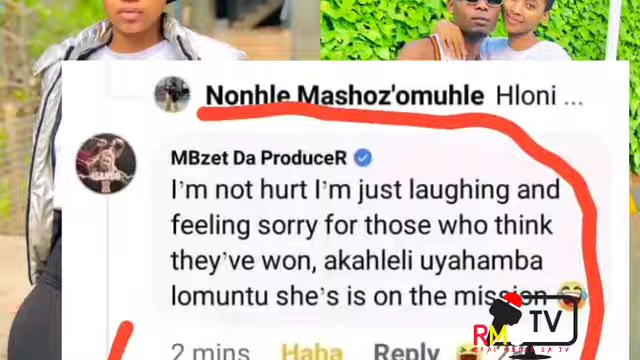 Nonhle Mashoz'omuhle Hloni ...
MBzet Da ProduceR
I'm not hurt I'm just laughing and
feeling sorry for those who think
they've won, akahleli uyahamba
lomuntu she's is on the mission
2 mins Haha Reply
RM TV